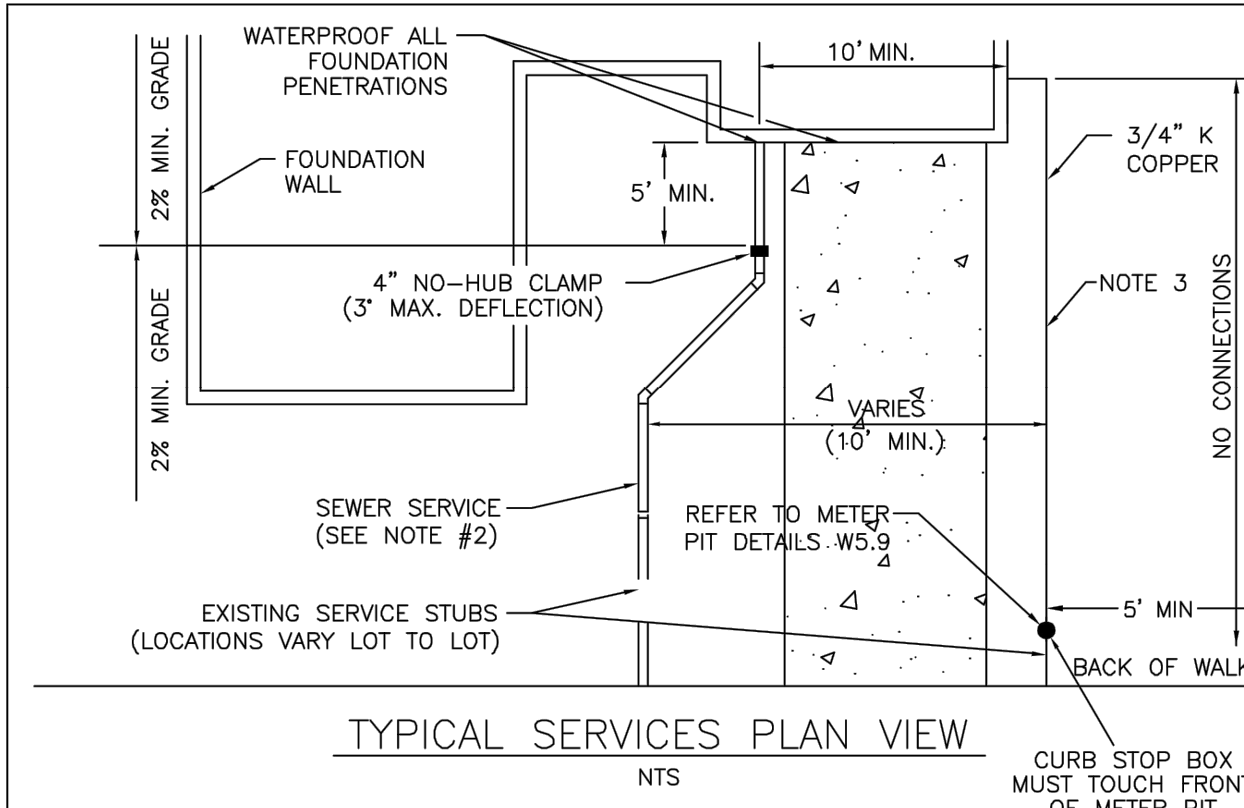 WATERPROOF ALL
FOUNDATION
PENETRATIONS
10' MIN.
2% MIN. GRADE
FOUNDATION
WALL
5' MIN.
3/4" K
COPPER
4" NO-HUB CLAMP
(3° MAX. DEFLECTION)
NOTE 3
NO CONNECTIONS
2% MIN. GRADE
VARIES
(10' MIN.)
SEWER SERVICE
(SEE NOTE #2)
REFER TO METER
PIT DETAILS W5.9
EXISTING SERVICE STUBS
(LOCATIONS VARY LOT TO LOT)
5' MIN
BACK OF WALK
TYPICAL SERVICES PLAN VIEW
NTS
CURB STOP BOX
MUST TOUCH FRONT
OF METER PIT